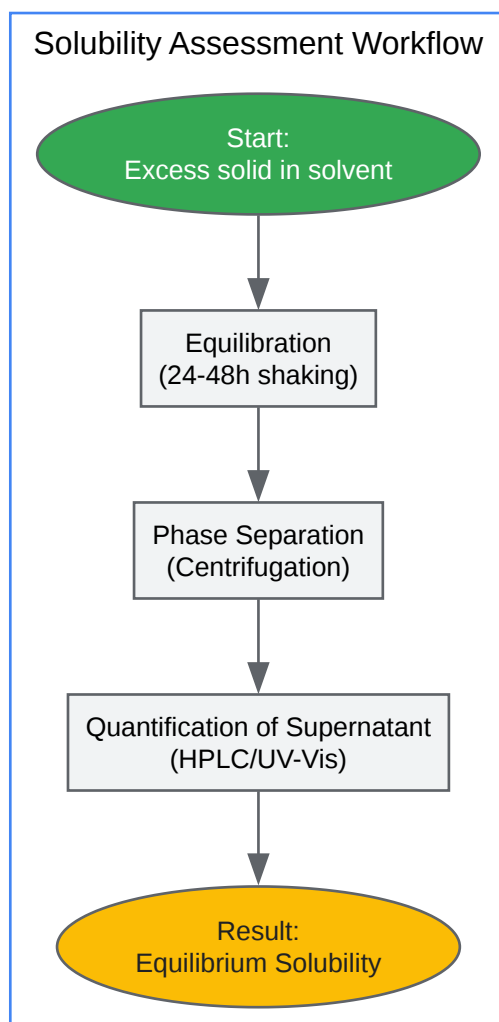 Solubility Assessment Workflow
Start:
Excess solid in solvent
Equilibration
(24-48h shaking)
Phase Separation
(Centrifugation)
Quantification of Supernatant
(HPLC/UV-Vis)
Result:
Equilibrium Solubility